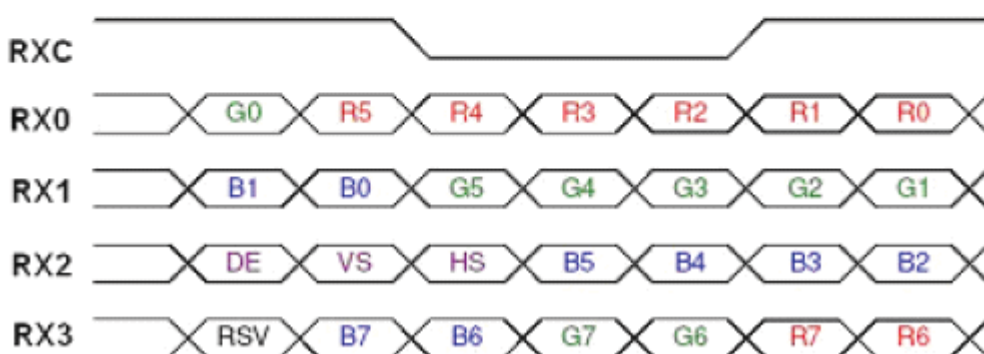 RXC
RX0 G0 R5 R4 R3 R2 R1 R0
RX1 B1 B0 G5 G4 G3 G2 G1
RX2 DE VS HS B5 B4 B3 B2
RX3 RSV B7 B6 G7 G6 R7 R6